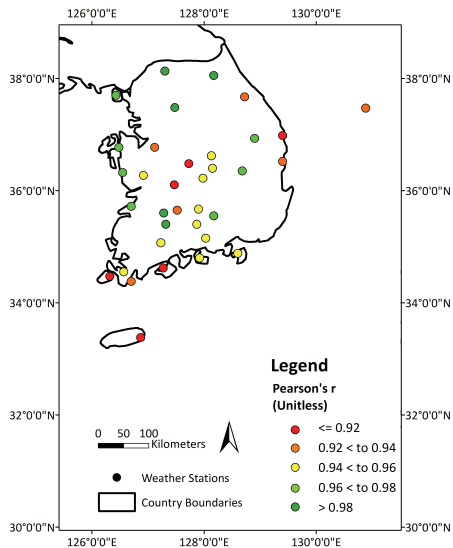 126°0'0"E 128°0'0"E 130°0'0"E
38°0'0"N 38°0'0"N
36°0'0"N 36°0'0"N
34°0'0"N 34°0'0"N
Legend
Pearson's r
(Unitless)
<= 0.92
0.92 < to 0.94
0.94 < to 0.96
0.96 < to 0.98
> 0.98
32°0'0"N 32°0'0"N
0 50 100
Kilometers
Weather Stations
Country Boundaries
30°0'0"N 30°0'0"N
126°0'0"E 128°0'0"E 130°0'0"E